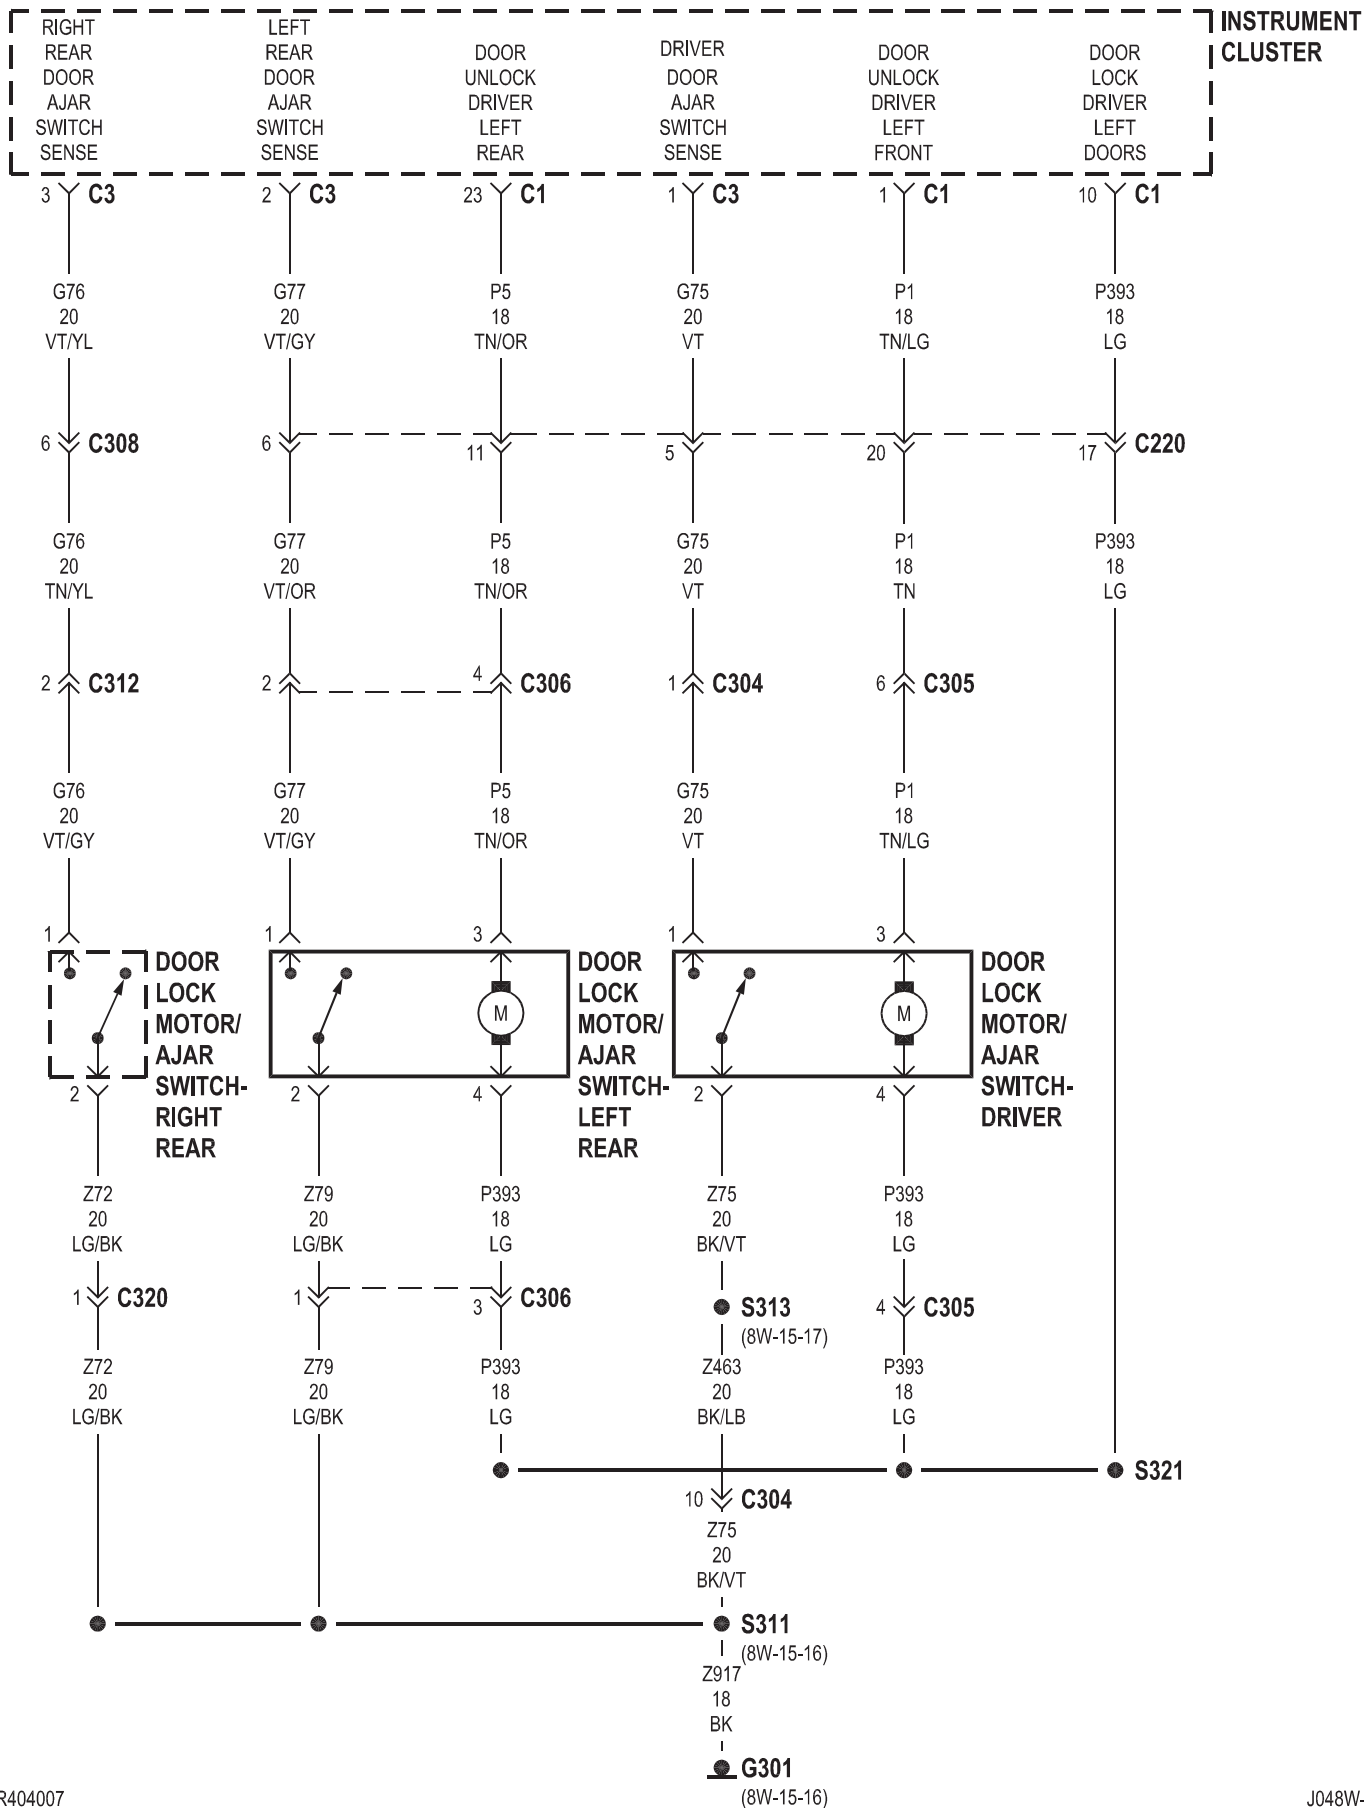 RIGHT
REAR
DOOR
AJAR
SWITCH
SENSE
LEFT
REAR
DOOR
AJAR
SWITCH
SENSE
DOOR
UNLOCK
DRIVER
LEFT
REAR
DRIVER
DOOR
AJAR
SWITCH
SENSE
DOOR
UNLOCK
DRIVER
LEFT
FRONT
DOOR
LOCK
DRIVER
LEFT
DOORS
INSTRUMENT
CLUSTER
3 C3
2 C3
23 C1
1 C3
1 C1
10 C1
G76
20
VT/YL
G77
20
VT/GY
P5
18
TN/OR
G75
20
VT
P1
18
TN/LG
P393
18
LG
6 C308
6
11
5
20
17 C220
G76
20
TN/YL
G77
20
VT/OR
P5
18
TN/OR
G75
20
VT
P1
18
TN
P393
18
LG
2 C312
2
4 C306
1 C304
6 C305
G76
20
VT/GY
G77
20
VT/GY
P5
18
TN/OR
G75
20
VT
P1
18
TN/LG
1
1
3
1
3
DOOR
LOCK
MOTOR/
AJAR
SWITCH-
RIGHT
REAR
M
DOOR
LOCK
MOTOR/
AJAR
SWITCH-
LEFT
REAR
M
DOOR
LOCK
MOTOR/
AJAR
SWITCH-
DRIVER
2
2
4
2
4
Z72
20
LG/BK
Z79
20
LG/BK
P393
18
LG
Z75
20
BK/VT
P393
18
LG
1 C320
1
3 C306
S313
(8W-15-17)
4 C305
Z72
20
LG/BK
Z79
20
LG/BK
P393
18
LG
Z463
20
BK/LB
P393
18
LG
S321
10 C304
Z75
20
BK/VT
S311
(8W-15-16)
Z917
18
BK
G301
(8W-15-16)
R404007
J048W-